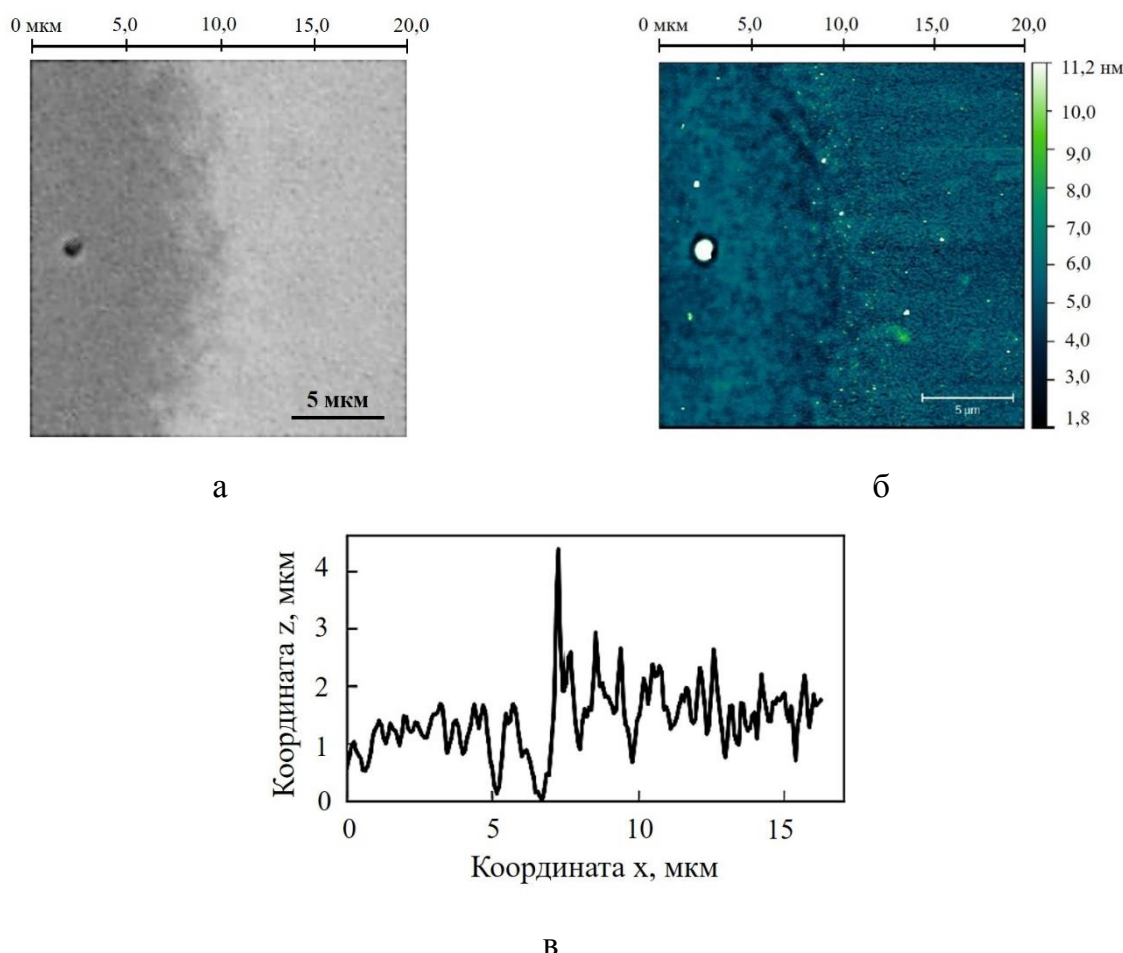 0 мкм 5,0 10,0 15,0 20,0
0 мкм 5,0 10,0 15,0 20,0
11,2 нм
10,0
9,0
8,0
7,0
6,0
5,0
4,0
3,0
1,8
5 мкм
5 µm
а
б
Координата z, мкм
4
3
2
1
0
0 5 10 15
Координата x, мкм
в